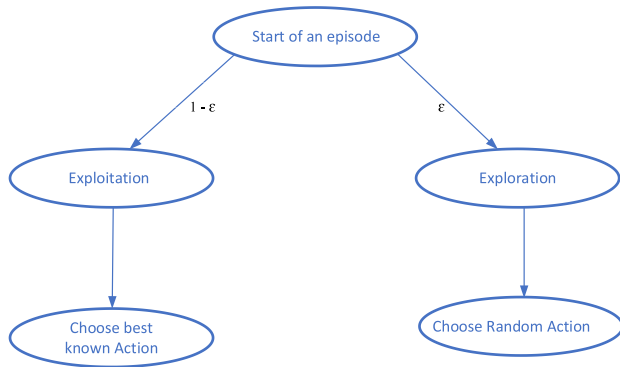 Start of an episode
1 - ε
ε
Exploitation
Exploration
Choose best
known Action
Choose Random Action